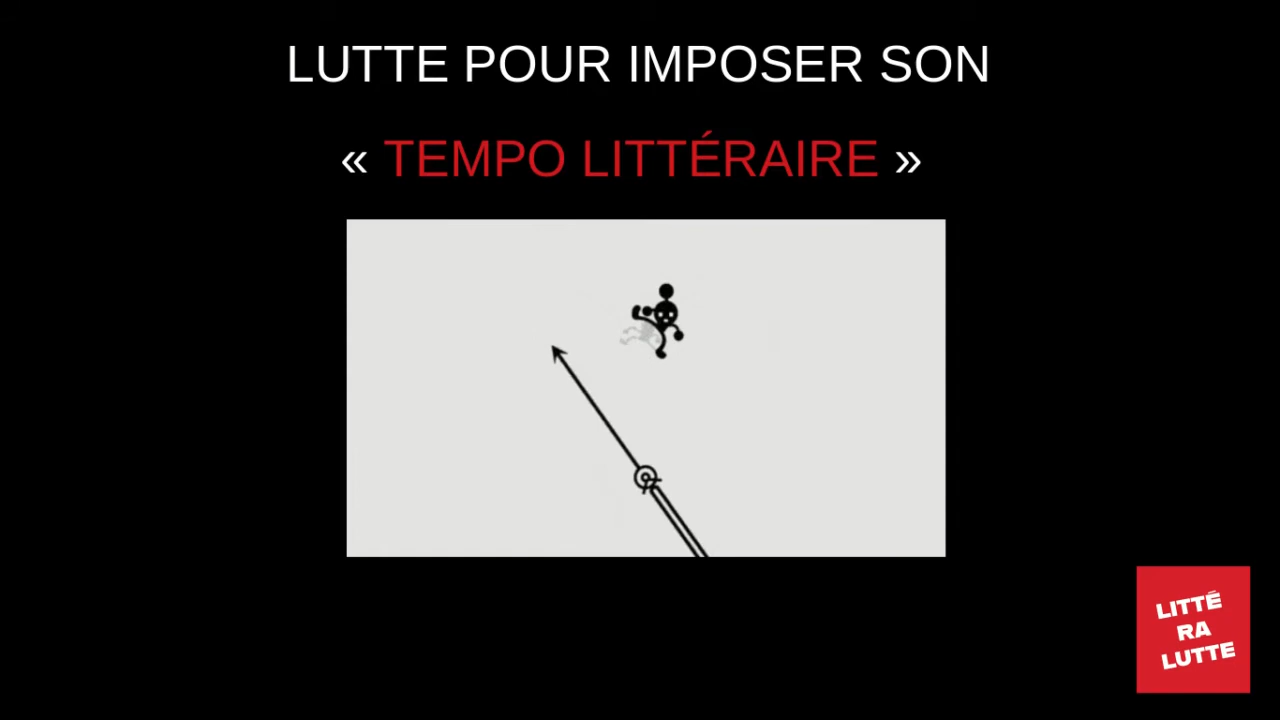 LUTTE POUR IMPOSER SON
« TEMPO LITTÉRAIRE »
LITTÉ
RA
LUTTE